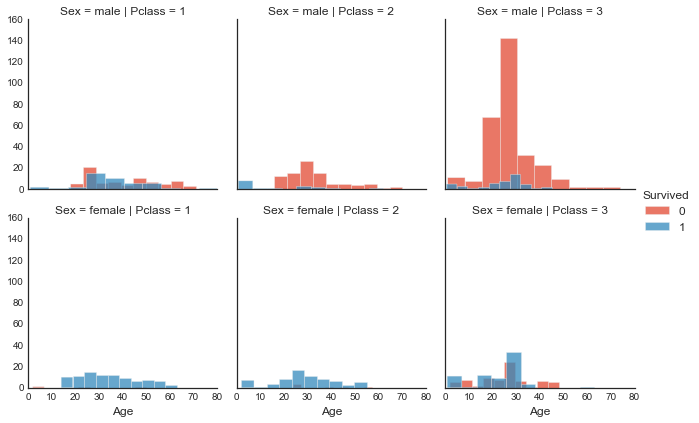 Sex = male | Pclass = 1
Sex = male | Pclass = 2
Sex = male | Pclass = 3
160
140
120
100
80
60
40
20
0
Survived
0
1
Sex = female | Pclass = 1
Sex = female | Pclass = 2
Sex = female | Pclass = 3
160
140
120
100
80
60
40
20
0
0 10 20 30 40 50 60 70 80
0 10 20 30 40 50 60 70 80
0 10 20 30 40 50 60 70 80
Age
Age
Age